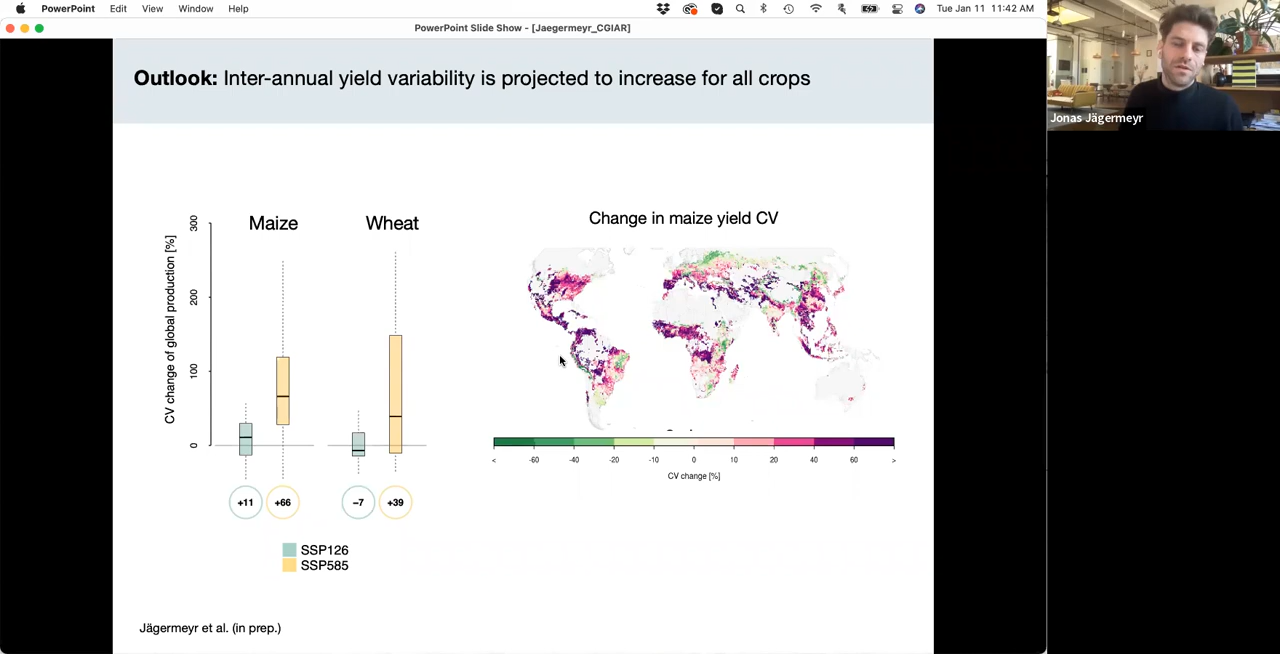 PowerPoint Edit View Window Help Tue Jan 11 11:42 AM
PowerPoint Slide Show - [Jaegermeyr_CGIAR]
Jonas Jägermeyr
Outlook: Inter-annual yield variability is projected to increase for all crops
Maize Wheat
CV change of global production [%]
300
200
100
0
+11 +66 -7 +39
SSP126
SSP585
Change in maize yield CV
< -60 -40 -20 -10 0 10 20 40 60 >
CV change [%]
Jägermeyr et al. (in prep.)